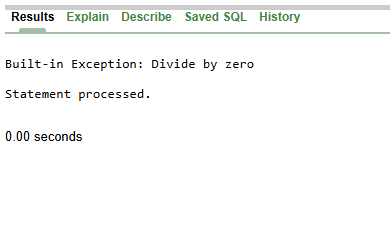 Results Explain Describe Saved SQL History
Built-in Exception: Divide by zero
Statement processed.
0.00 seconds